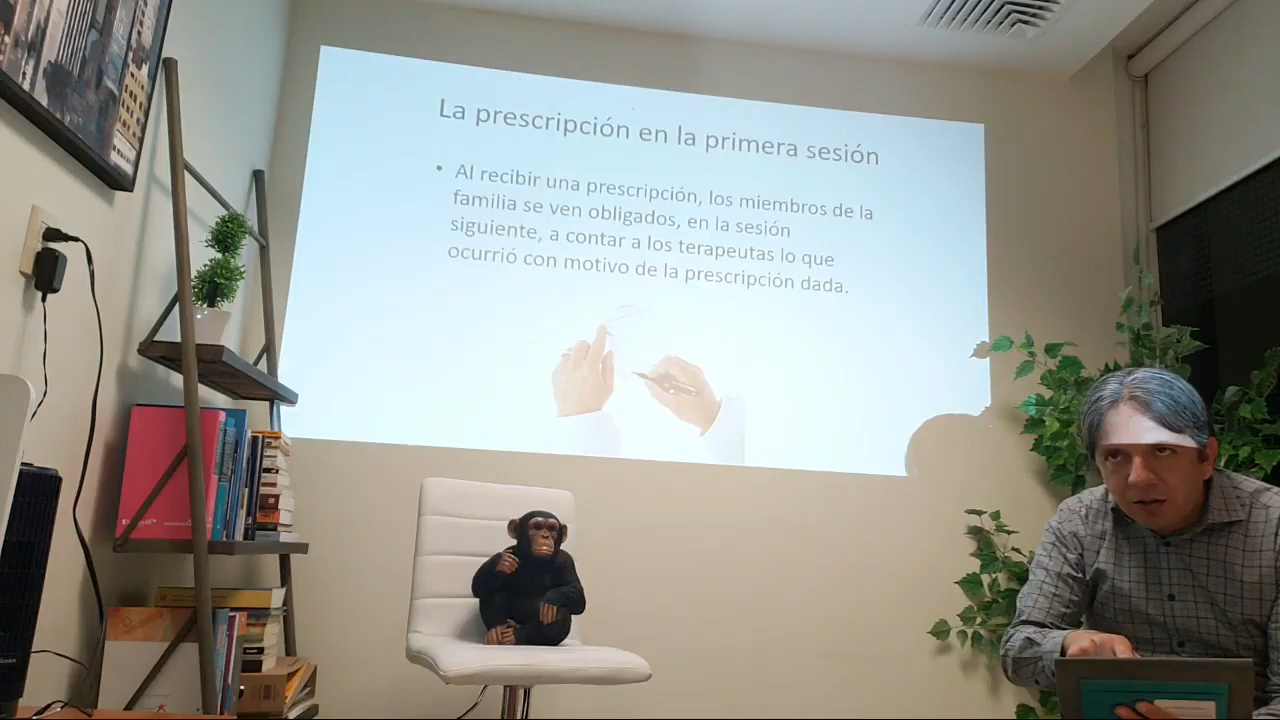 La prescripción en la primera sesión
• Al recibir una prescripción, los miembros de la
familia se ven obligados, en la sesión
siguiente, a contar a los terapeutas lo que
ocurrió con motivo de la prescripción dada.